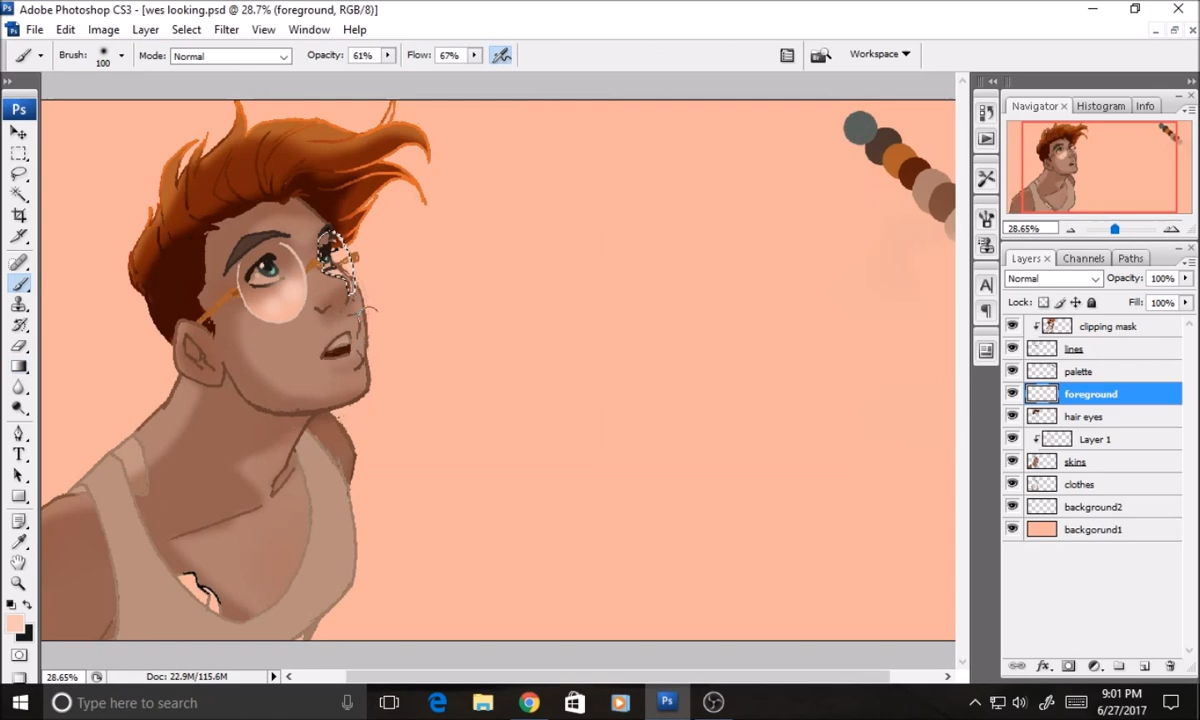 Ps Adobe Photoshop CS3 - [wes looking.psd @ 28.7% (foreground, RGB/8)]
File Edit Image Layer Select Filter View Window Help
Brush: 100 Mode: Normal Opacity: 61% Flow: 67% Workspace
Ps
T
Navigator × Histogram Info
28.65%
Layers × Channels Paths
Normal Opacity: 100%
Lock: Fill: 100%
clipping mask
lines
palette
foreground
hair eyes
Layer 1
skins
clothes
background2
backgorund1
28.65% Doc: 22.9M/115.6M
Type here to search
Ps
9:01 PM
6/27/2017